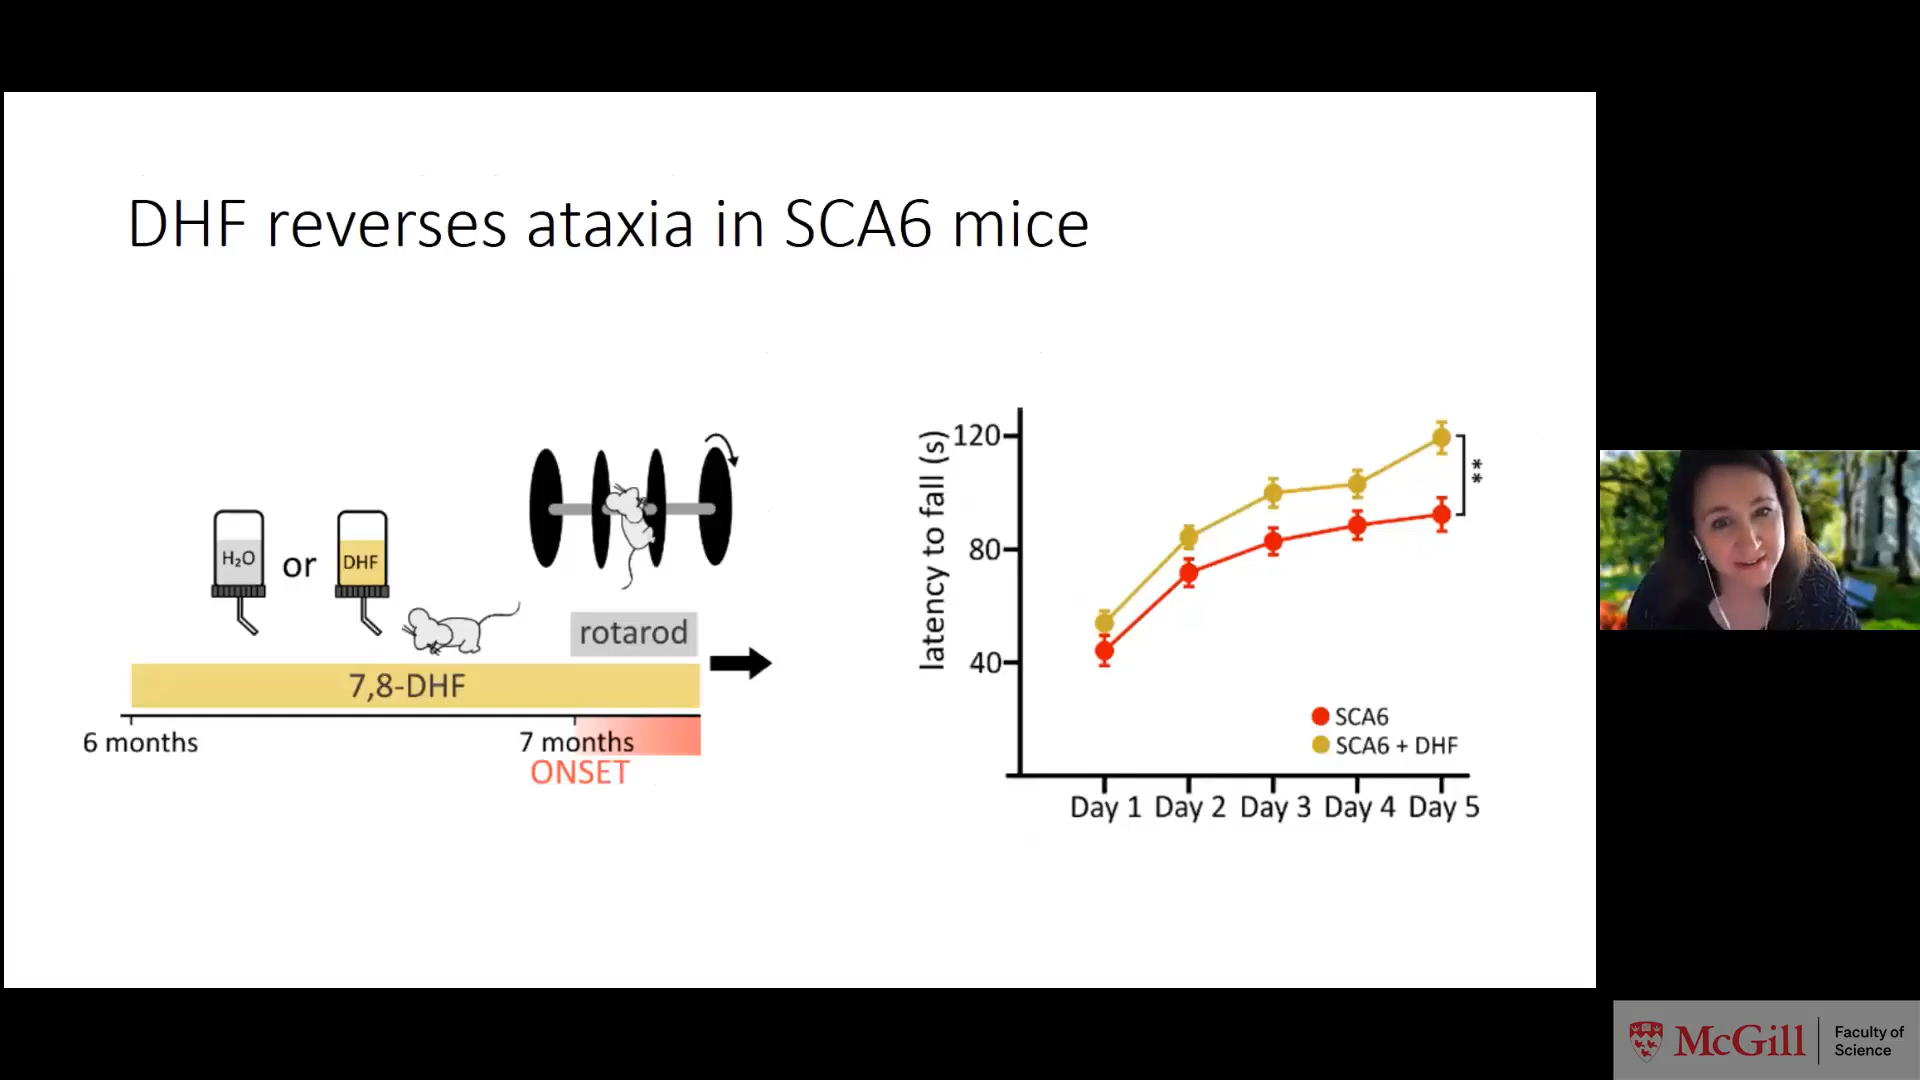 DHF reverses ataxia in SCA6 mice
H₂O
or
DHF
rotarod
7,8-DHF
6 months
7 months
ONSET
latency to fall (s)
120
80
40
**
SCA6
SCA6 + DHF
Day 1 Day 2 Day 3 Day 4 Day 5
McGill
Faculty of
Science